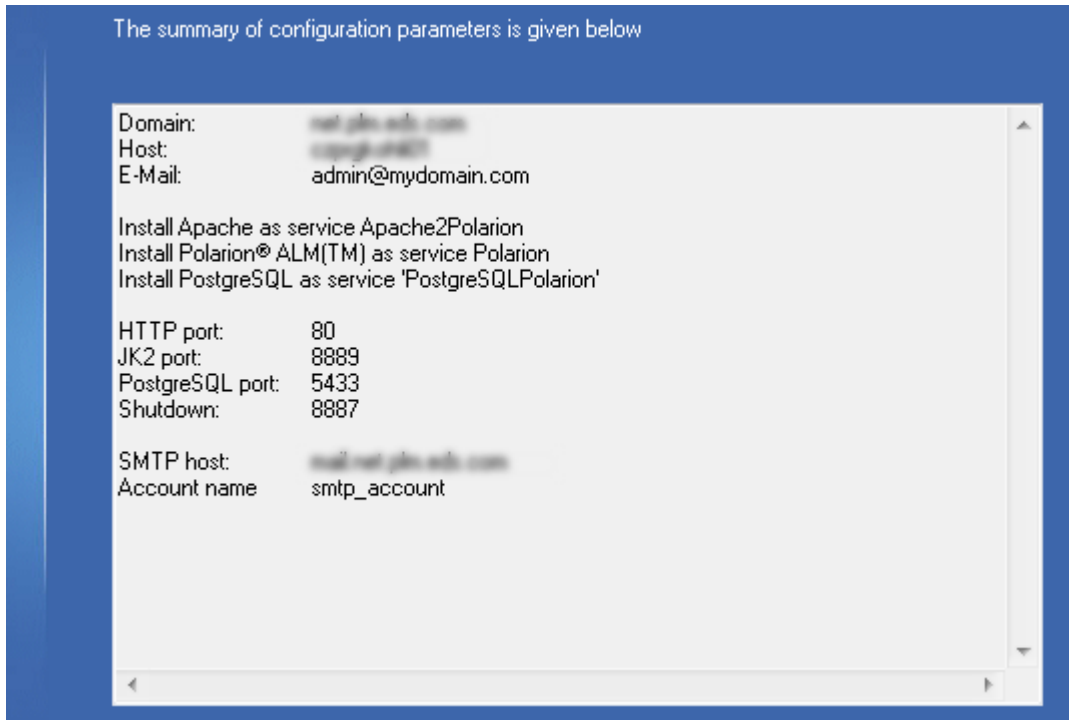 The summary of configuration parameters is given below
Domain:
Host:
E-Mail: admin@mydomain.com
Install Apache as service Apache2Polarion
Install Polarion® ALM(TM) as service Polarion
Install PostgreSQL as service 'PostgreSQLPolarion'
HTTP port: 80
JK2 port: 8889
PostgreSQL port: 5433
Shutdown: 8887
SMTP host:
Account name smtp_account